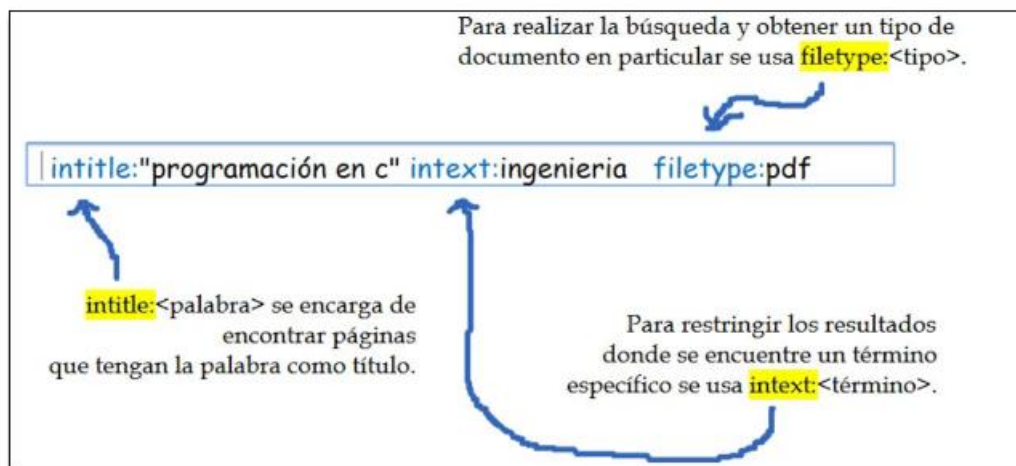 Para realizar la búsqueda y obtener un tipo de
documento en particular se usa filetype:<tipo>.
intitle:"programación en c" intext:ingenieria filetype:pdf
intitle:<palabra> se encarga de
encontrar páginas
que tengan la palabra como título.
Para restringir los resultados
donde se encuentre un término
específico se usa intext:<término>.